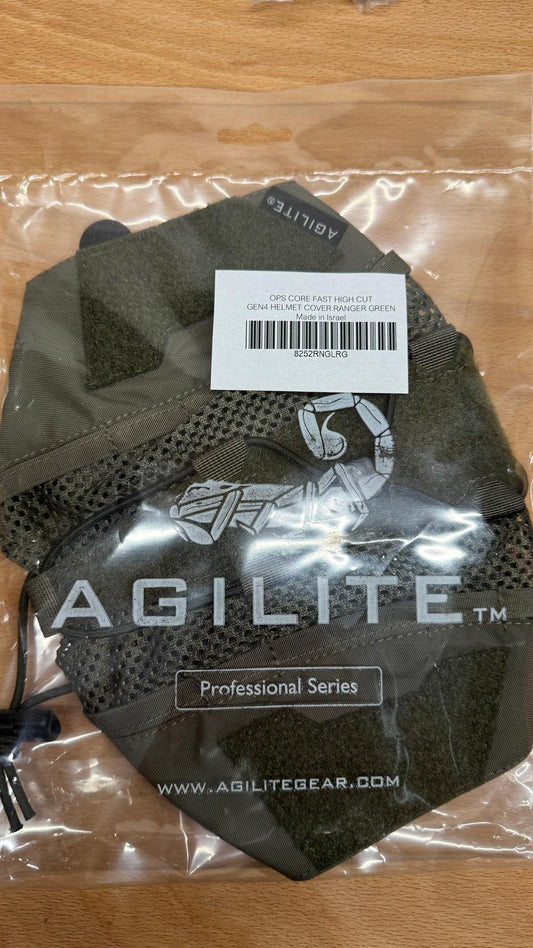 AGILITE®
OPS CORE FAST HIGH CUT
GEN4 HELMET COVER RANGER GREEN
Made in Israel
8252RNGLRG
AGILITE™
Professional Series
WWW.AGILITEGEAR.COM